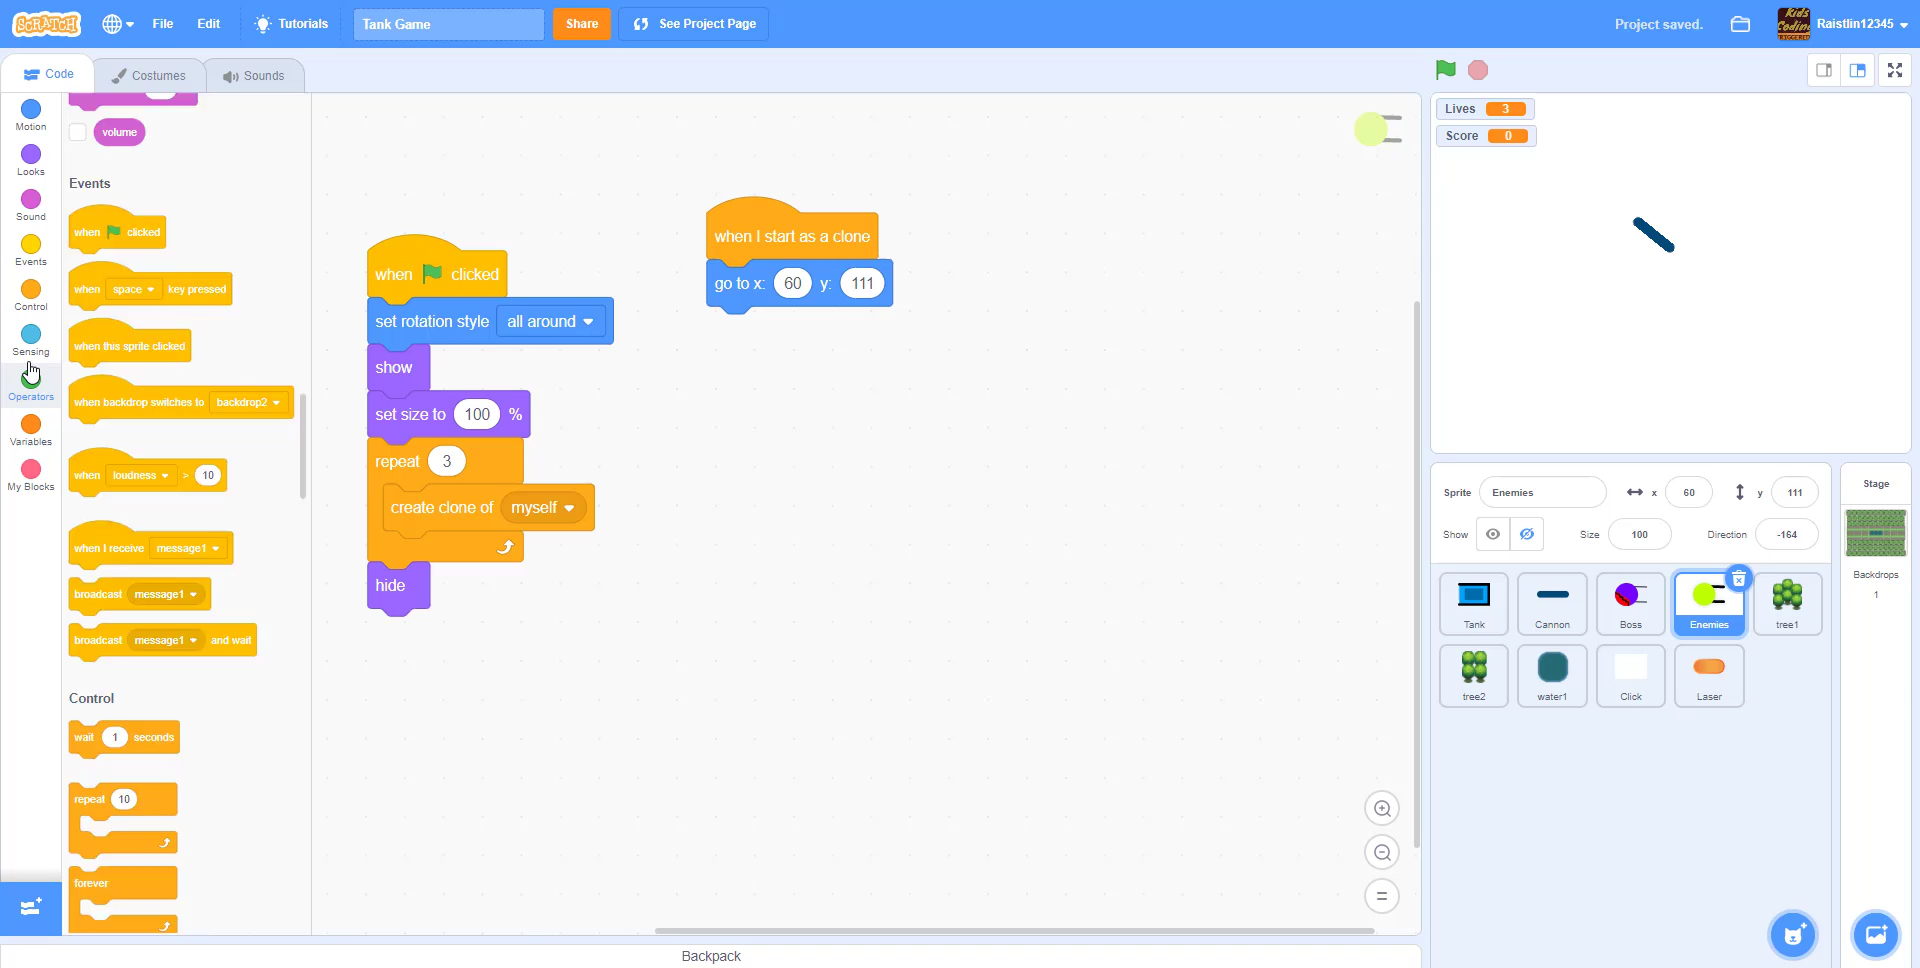 SCRATCH
File
Edit
Tutorials
Tank Game
Share
See Project Page
Project saved.
Raistlin12345
Code
Costumes
Sounds
Motion
Looks
Sound
Events
Control
Sensing
Operators
Variables
My Blocks
volume
Events
when clicked
when space key pressed
when this sprite clicked
when backdrop switches to backdrop2
when loudness > 10
when I receive message1
broadcast message1
broadcast message1 and wait
Control
wait 1 seconds
repeat 10
forever
when clicked
set rotation style all around
show
set size to 100 %
repeat 3
create clone of myself
hide
when I start as a clone
go to x: 60 y: 111
Backpack
Lives 3
Score 0
Sprite Enemies x 60 y 111
Show Size 100 Direction -164
Tank
Cannon
Boss
Enemies
tree1
tree2
water1
Click
Laser
Stage
Backdrops
1